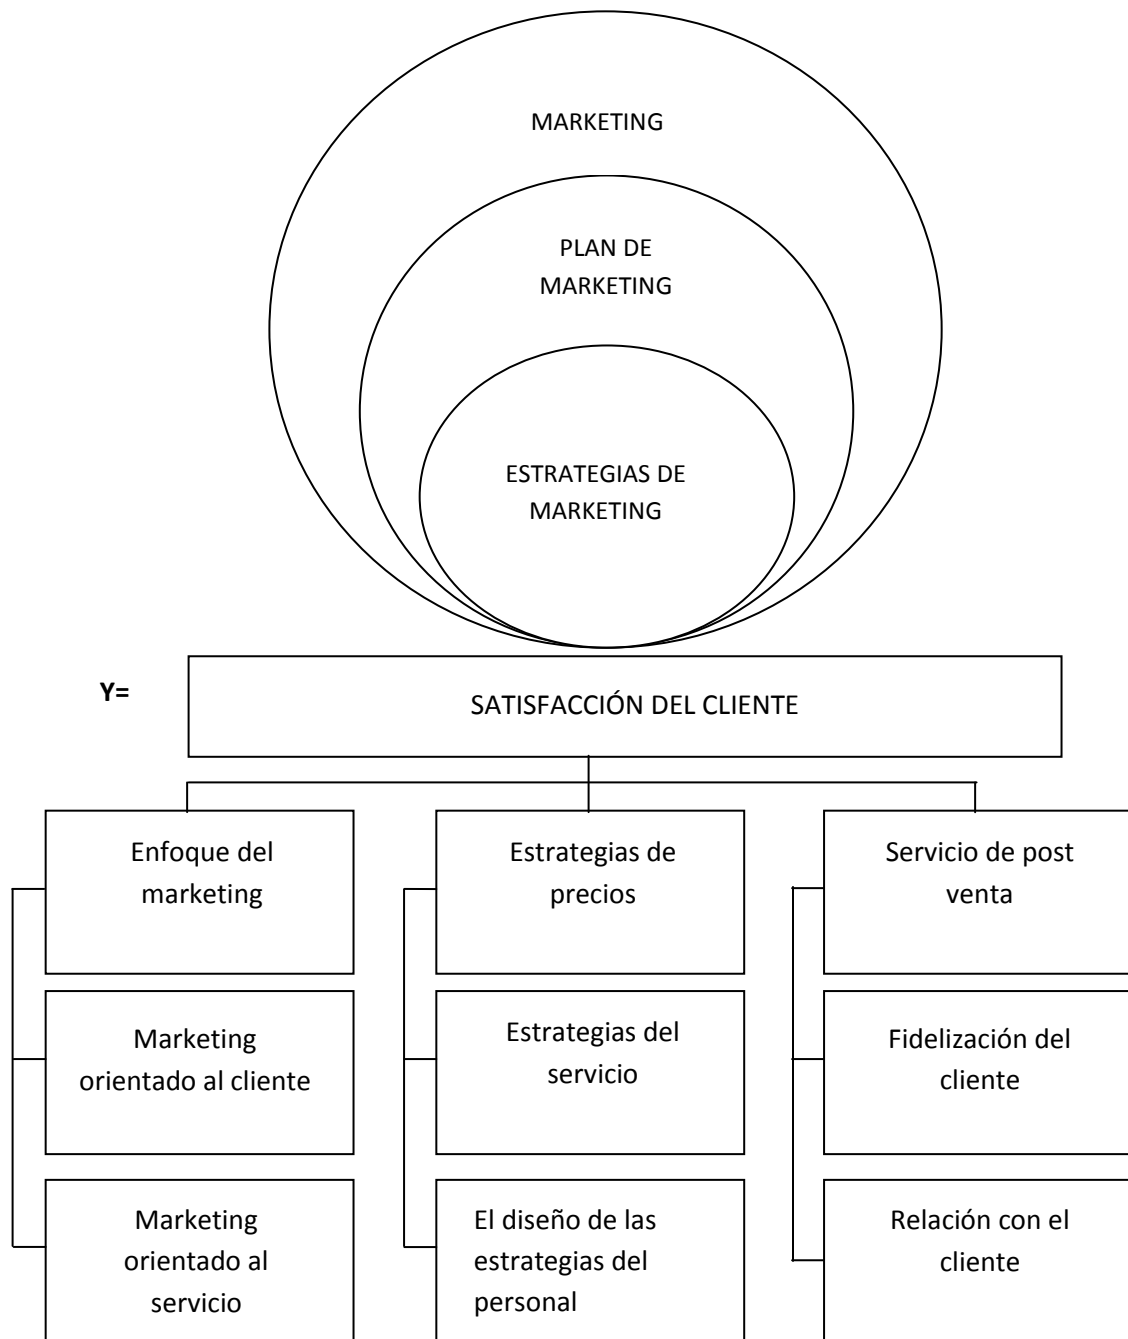 MARKETING
PLAN DE
MARKETING
ESTRATEGIAS DE
MARKETING
Y=
SATISFACCIÓN DEL CLIENTE
Enfoque del
marketing
Estrategias de
precios
Servicio de post
venta
Marketing
orientado al cliente
Estrategias del
servicio
Fidelización del
cliente
Marketing
orientado al
servicio
El diseño de las
estrategias del
personal
Relación con el
cliente